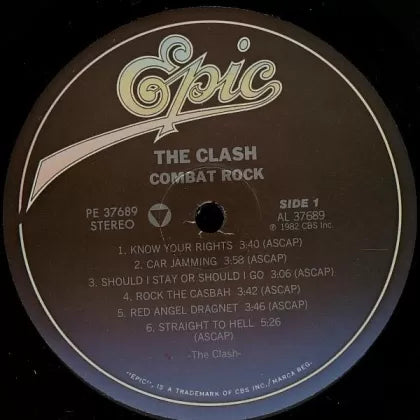 Epic
THE CLASH
COMBAT ROCK
PE 37689
STEREO
SIDE 1
AL 37689
℗ 1982 CBS Inc.
1. KNOW YOUR RIGHTS 3:40 (ASCAP)
2. CAR JAMMING 3:58 (ASCAP)
3. SHOULD I STAY OR SHOULD I GO 3:06 (ASCAP)
4. ROCK THE CASBAH 3:42 (ASCAP)
5. RED ANGEL DRAGNET 3:46 (ASCAP)
6. STRAIGHT TO HELL 5:26
(ASCAP)
-The Clash-
"EPIC", IS A TRADEMARK OF CBS INC./MARCA REG.